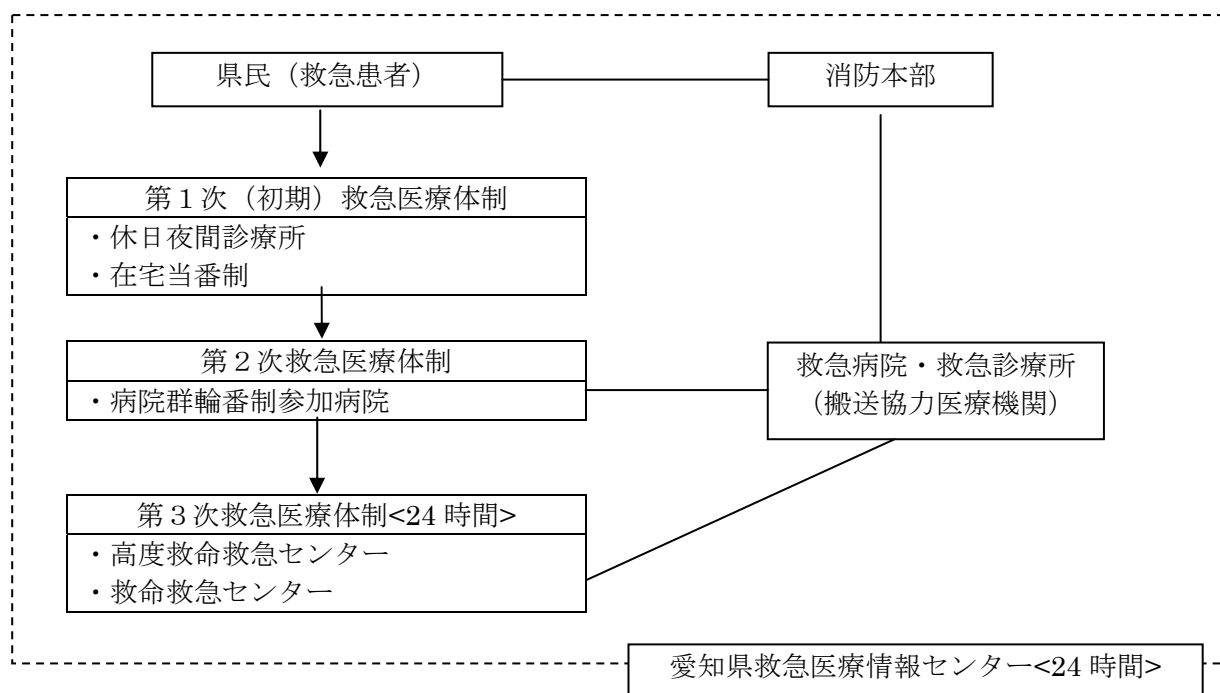 県民（救急患者）
消防本部
第１次（初期）救急医療体制
・休日夜間診療所
・在宅当番制
第２次救急医療体制
・病院群輪番制参加病院
救急病院・救急診療所
（搬送協力医療機関）
第３次救急医療体制<24 時間>
・高度救命救急センター
・救命救急センター
愛知県救急医療情報センター<24 時間>